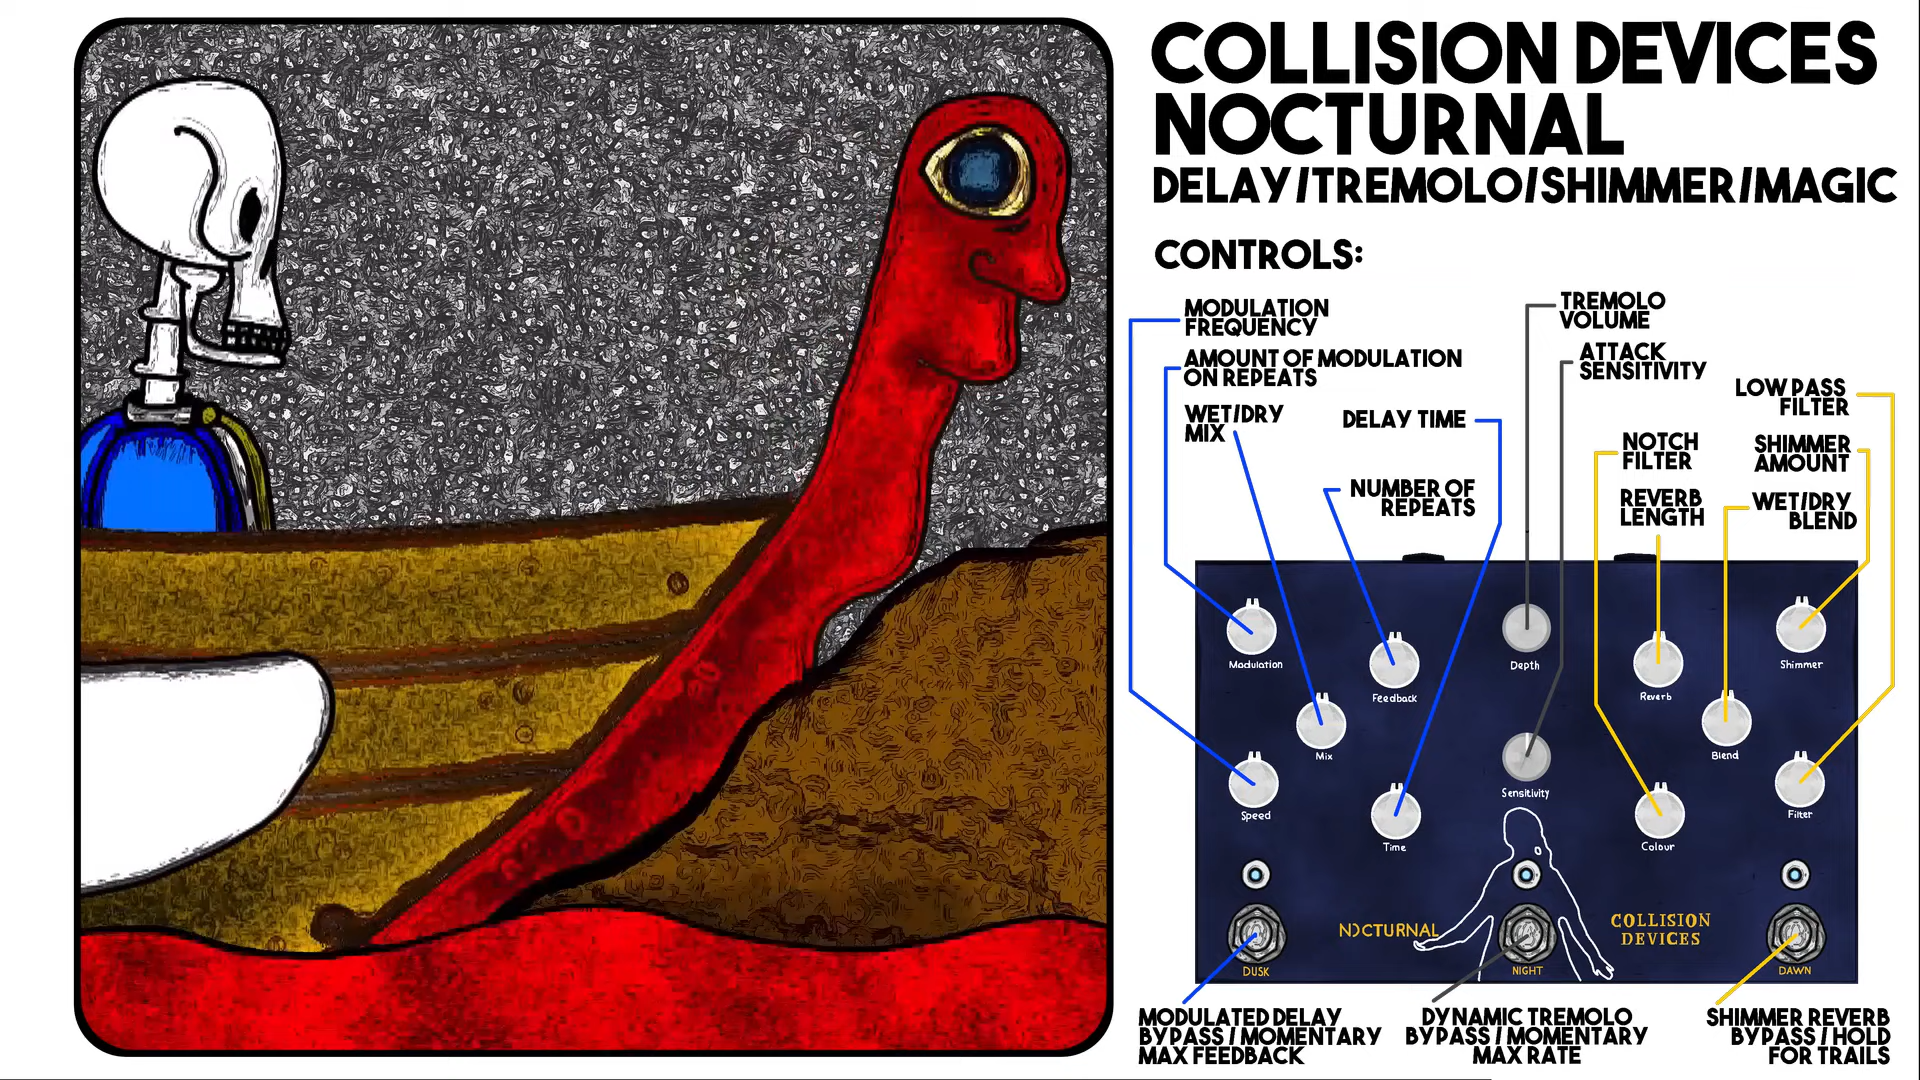 COLLISION DEVICES
NOCTURNAL
DELAY/TREMOLO/SHIMMER/MAGIC
CONTROLS:
MODULATION
FREQUENCY
AMOUNT OF MODULATION
ON REPEATS
WET/DRY
MIX
DELAY TIME
NUMBER OF
REPEATS
TREMOLO
VOLUME
ATTACK
SENSITIVITY
LOW PASS
FILTER
NOTCH
FILTER
SHIMMER
AMOUNT
REVERB
LENGTH
WET/DRY
BLEND
Modulation
Feedback
Depth
Reverb
Shimmer
Mix
Blend
Speed
Time
Sensitivity
Colour
Filter
NOCTURNAL
COLLISION
DEVICES
DUSK
NIGHT
DAWN
MODULATED DELAY
BYPASS / MOMENTARY
MAX FEEDBACK
DYNAMIC TREMOLO
BYPASS / MOMENTARY
MAX RATE
SHIMMER REVERB
BYPASS / HOLD
FOR TRAILS